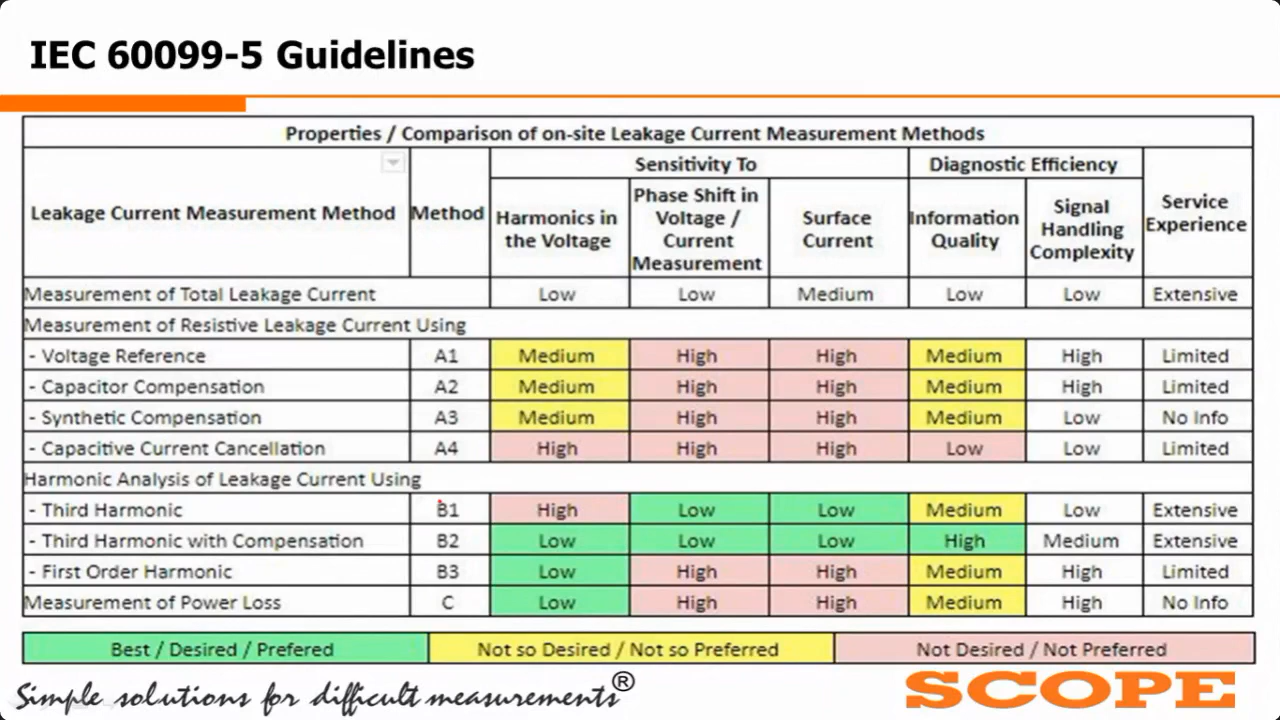 IEC 60099-5 Guidelines
Properties / Comparison of on-site Leakage Current Measurement Methods
Leakage Current Measurement Method
Method
Sensitivity To
Diagnostic Efficiency
Service
Experience
Harmonics in
the Voltage
Phase Shift in
Voltage /
Current
Measurement
Surface
Current
Information
Quality
Signal
Handling
Complexity
Measurement of Total Leakage Current Low Low Medium Low Low Extensive
Measurement of Resistive Leakage Current Using
- Voltage Reference A1 Medium High High Medium High Limited
- Capacitor Compensation A2 Medium High High Medium High Limited
- Synthetic Compensation A3 Medium High High Medium Low No Info
- Capacitive Current Cancellation A4 High High High Low Low Limited
Harmonic Analysis of Leakage Current Using
- Third Harmonic B1 High Low Low Medium Low Extensive
- Third Harmonic with Compensation B2 Low Low Low High Medium Extensive
- First Order Harmonic B3 Low High High Medium High Limited
Measurement of Power Loss C Low High High Medium High No Info
Best / Desired / Prefered Not so Desired / Not so Preferred Not Desired / Not Preferred
Simple solutions for difficult measurements®
SCOPE